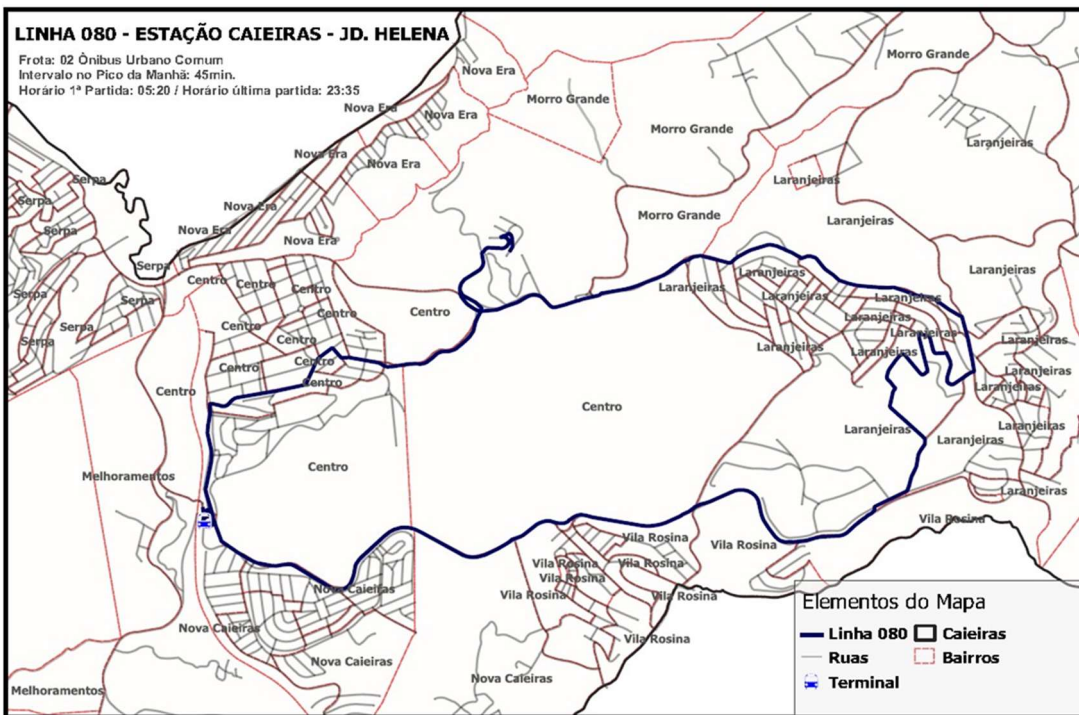 LINHA 080 - ESTAÇÃO CAIEIRAS - JD. HELENA
Frota: 02 Ônibus Urbano Comum
Intervalo no Pico da Manhã: 45min.
Horário 1ª Partida: 05:20 / Horário última partida: 23:35
Nova Era
Morro Grande
Morro Grande
Nova Era
Nova Era
Morro Grande
Laranjeiras
Nova Era
Nova Era
Serpa
Laranjeiras
Serpa
Nova Era
Morro Grande
Laranjeiras
Serpa
Nova Era
Nova Era
Serpa
Laranjeiras
Laranjeiras
Centro
Centro
Centro
Laranjeiras
Serpa
Serpa
Laranjeiras
Laranjeiras
Centro
Centro
Laranjeiras
Serpa
Centro
Laranjeiras
Serpa
Centro
Laranjeiras
Laranjeiras
Laranjeiras
Centro
Centro
Laranjeiras
Centro
Laranjeiras
Laranjeiras
Centro
Centro
Laranjeiras
Laranjeiras
Laranjeiras
Centro
Melhoramentos
Laranjeiras
Vila Rosina
Vila Rosina
Vila Rosina
Vila Rosina
Vila Rosina
Vila Rosina
Nova Caieiras
Vila Rosina
Vila Rosina
Nova Caieiras
Vila Rosina
Nova Caieiras
Nova Caieiras
Melhoramentos
Elementos do Mapa
Linha 080 Caieiras
Ruas Bairros
Terminal